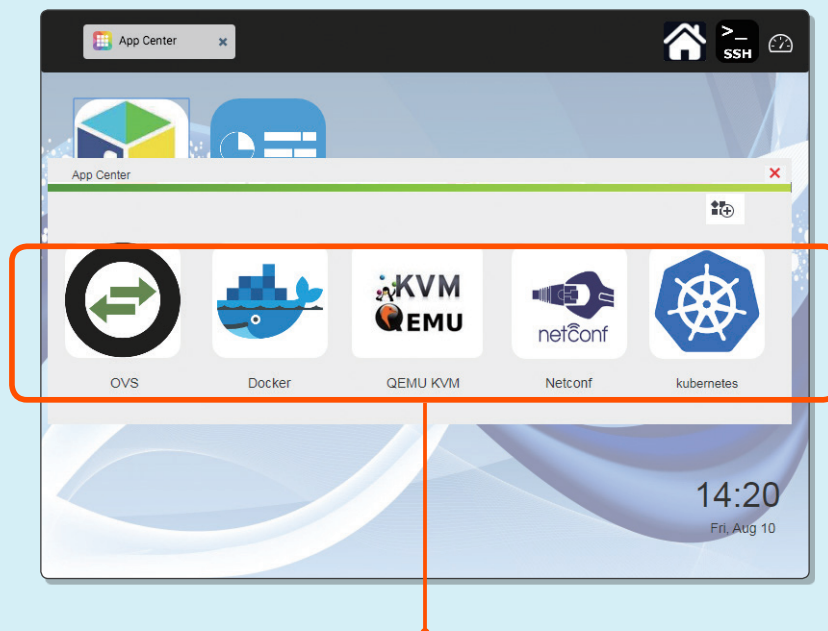 App Center
>_
SSH
App Center
KVM
QEMU
netconf
OVS
Docker
QEMU KVM
Netconf
kubernetes
14:20
Fri, Aug 10